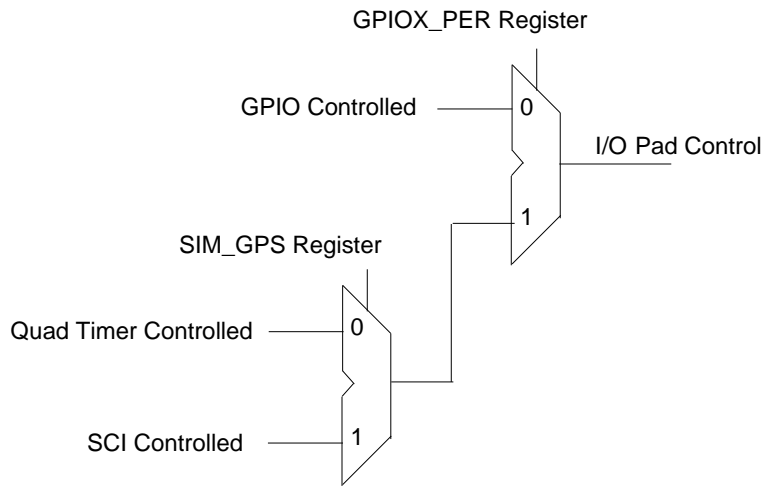 GPIOX_PER Register
GPIO Controlled
0
I/O Pad Control
1
SIM_GPS Register
Quad Timer Controlled
0
SCI Controlled
1